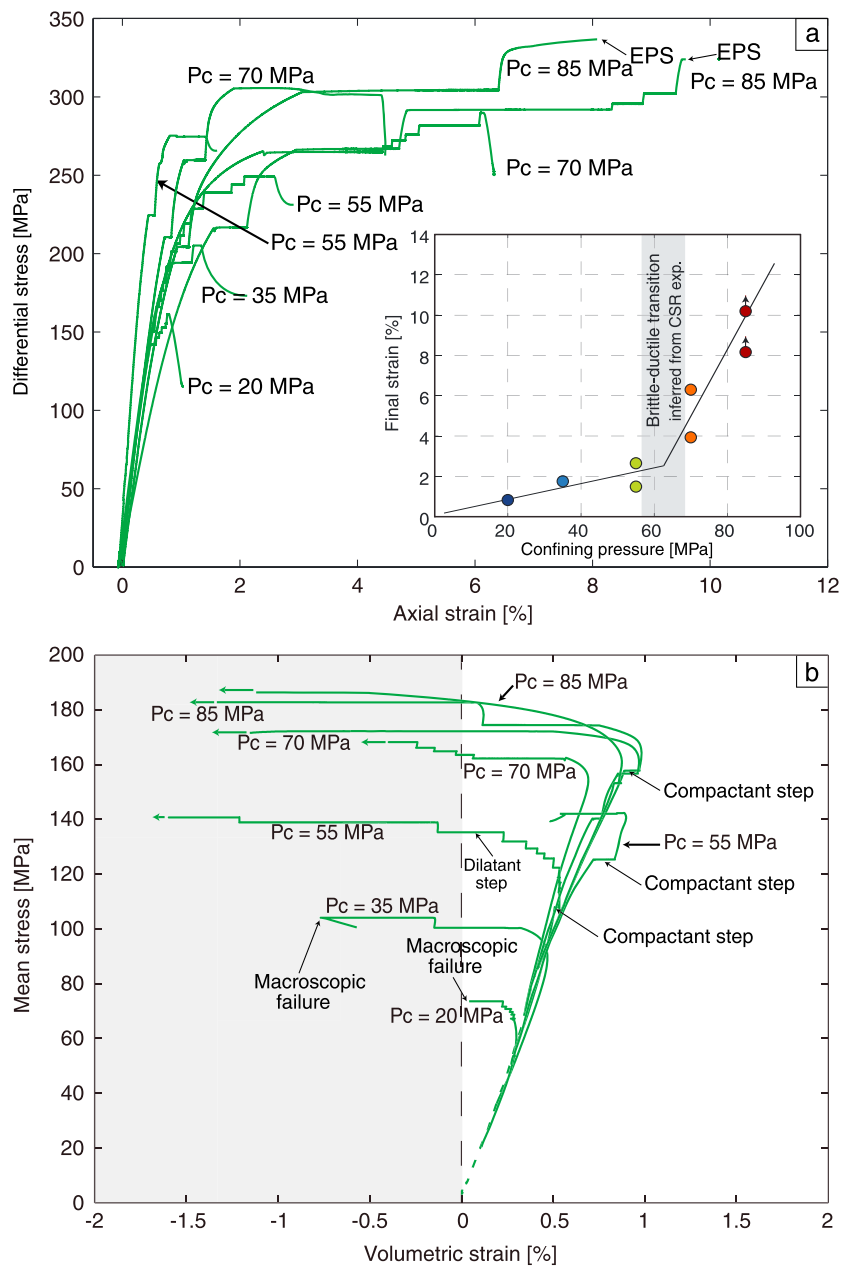 a
350
300
250
200
150
100
50
0
Differential stress [MPa]
EPS
EPS
Pc = 70 MPa
Pc = 85 MPa
Pc = 85 MPa
Pc = 70 MPa
Pc = 55 MPa
Pc = 55 MPa
Pc = 35 MPa
Pc = 20 MPa
14
12
10
8
6
4
2
0
Final strain [%]
Brittle-ductile transition
inferred from CSR exp.
0 20 40 60 80 100
Confining pressure [MPa]
0 2 4 6 8 10 12
Axial strain [%]
b
200
180
160
140
120
100
80
60
40
20
0
Mean stress [MPa]
Pc = 85 MPa
Pc = 85 MPa
Pc = 70 MPa
Pc = 70 MPa
Compactant step
Pc = 55 MPa
Pc = 55 MPa
Dilatant
step
Compactant step
Pc = 35 MPa
Compactant step
Macroscopic
failure
Macroscopic
failure
Pc = 20 MPa
-2 -1.5 -1 -0.5 0 0.5 1 1.5 2
Volumetric strain [%]